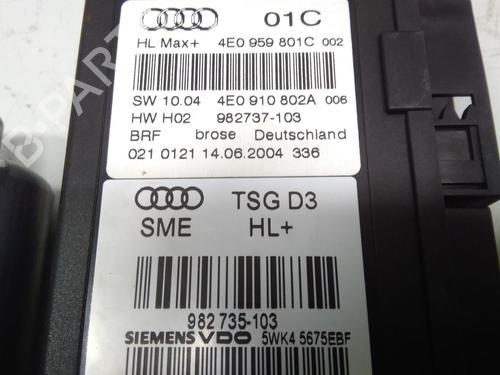 01C
HL Max+ 4E0 959 801C 002
SW 10.04 4E0 910 802A 006
HW H02 982737-103
BRF brose Deutschland
021 0121 14.06.2004 336
TSG D3
SME HL+
982 735-103
SIEMENS VDO 5WK4 5675EBF